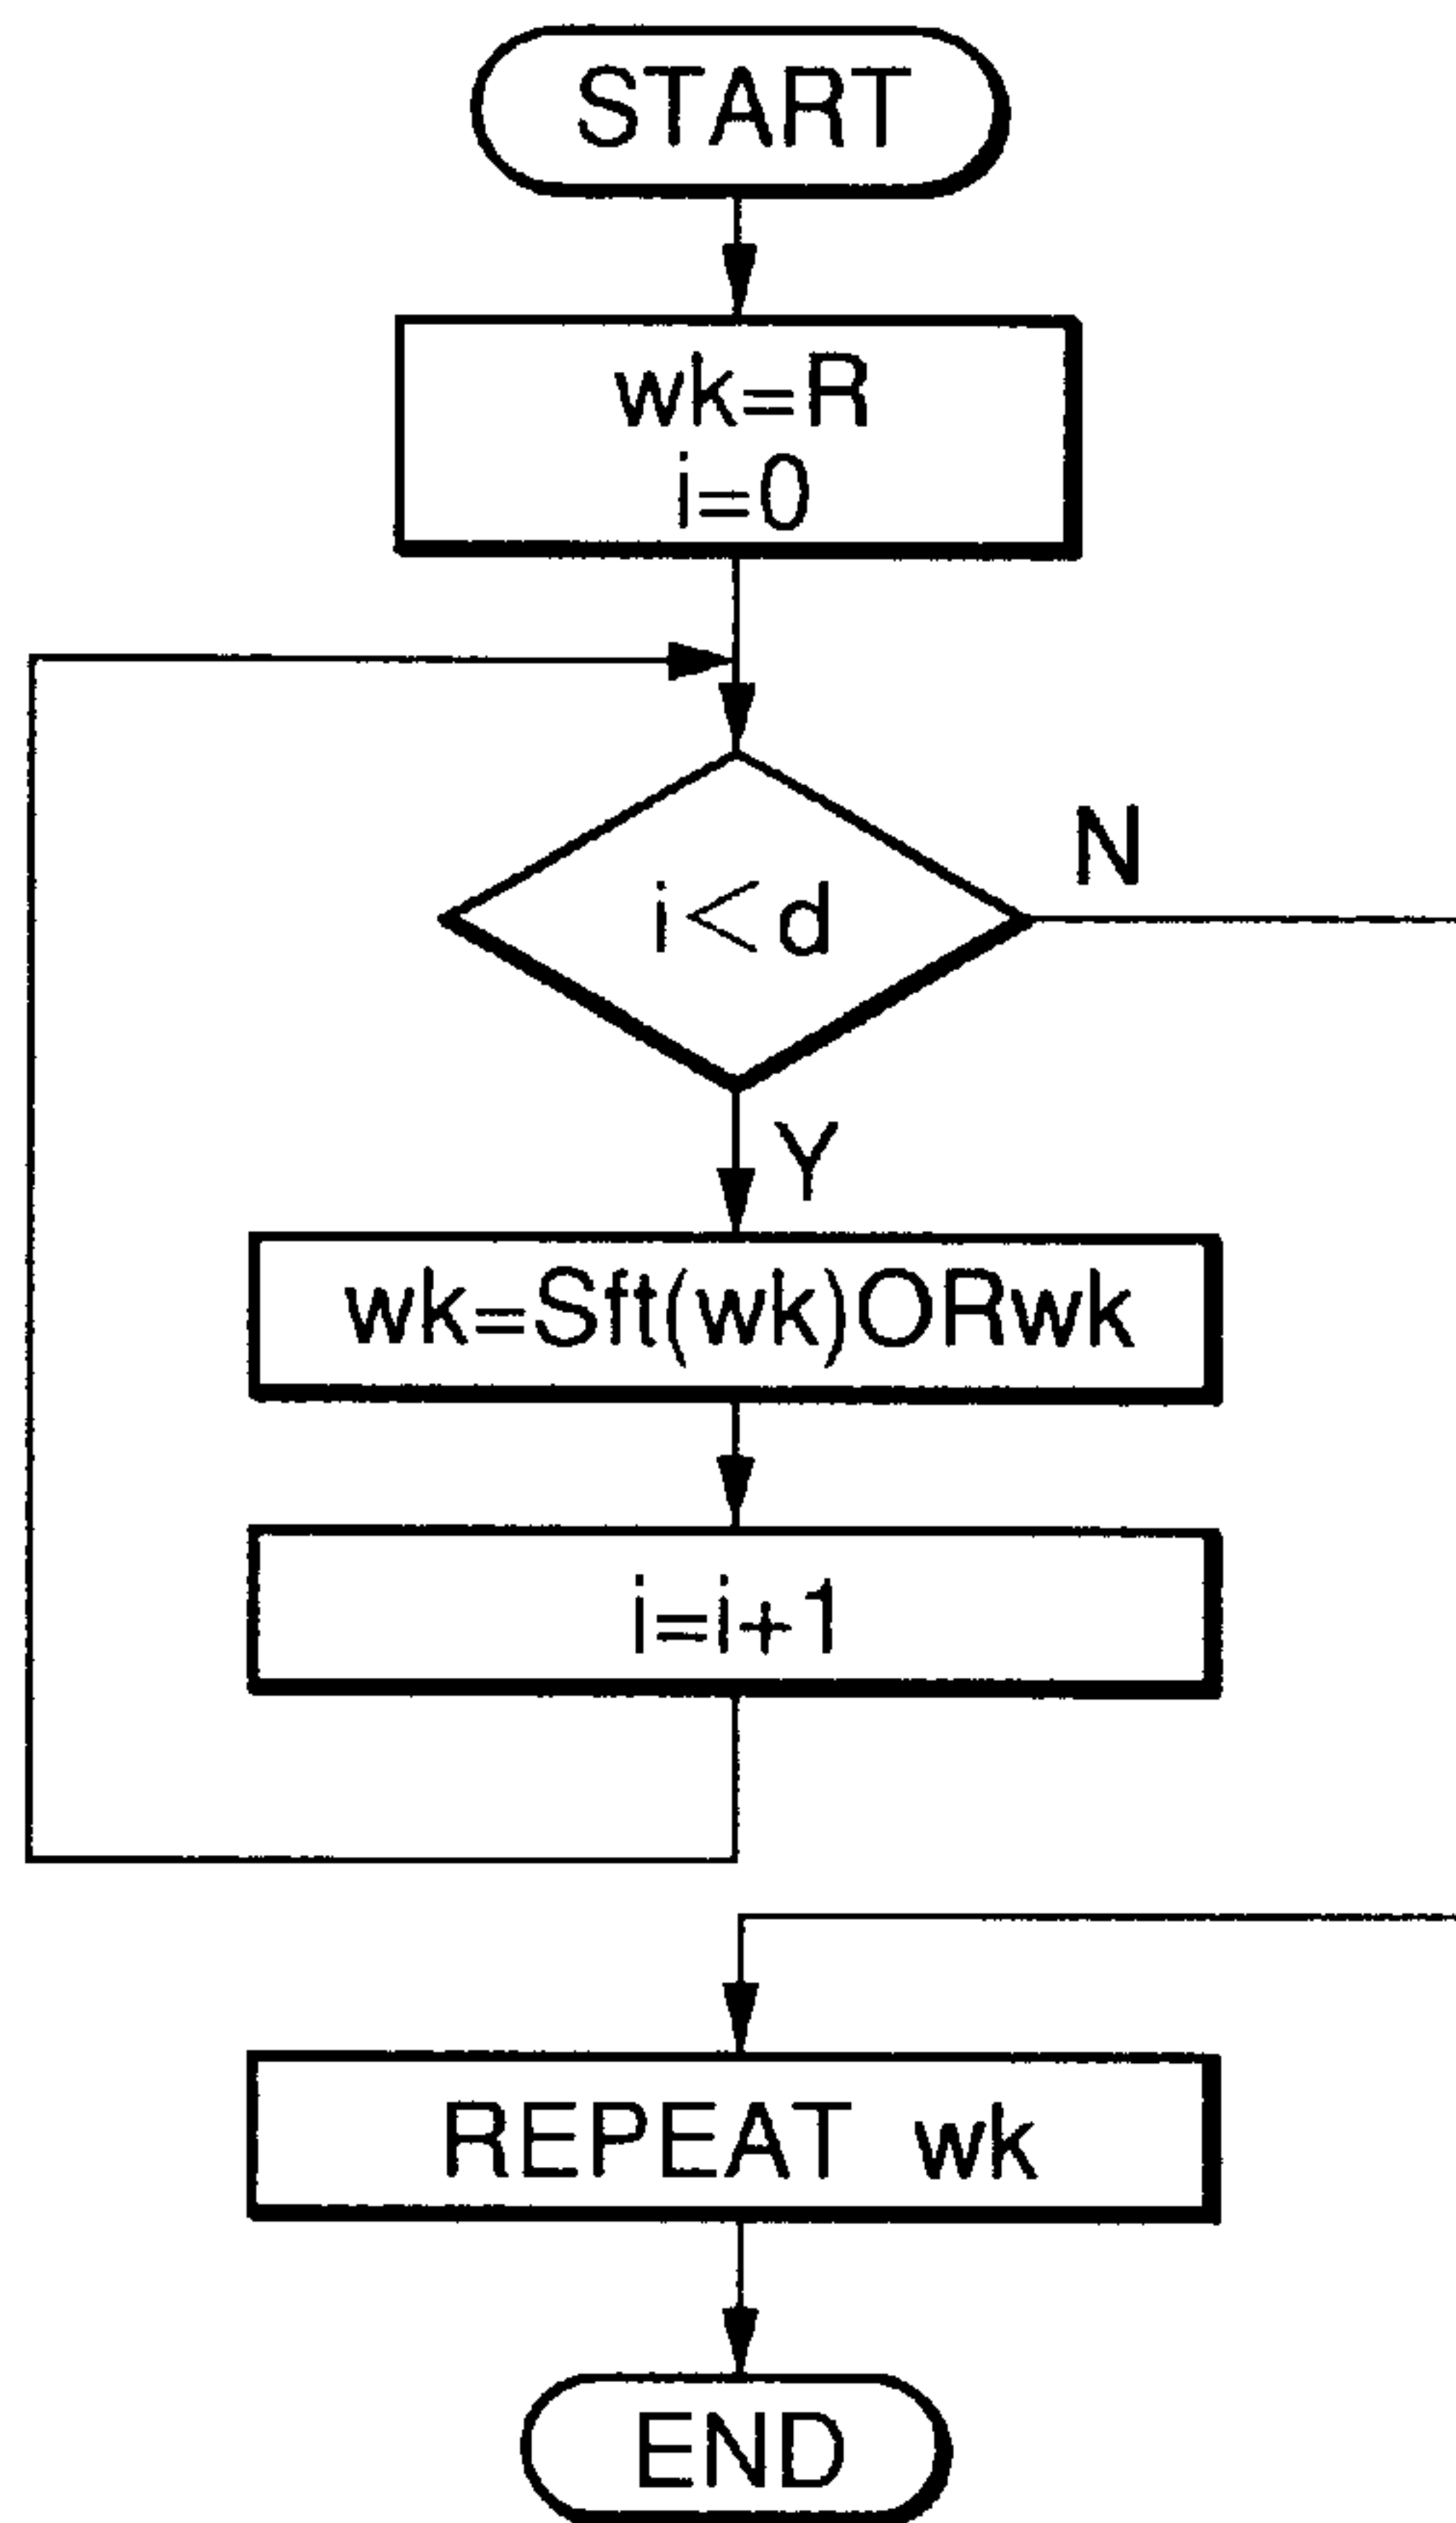 START
wk=R
i=0
i<d
N
Y
wk=Sft(wk)ORwk
i=i+1
REPEAT wk
END